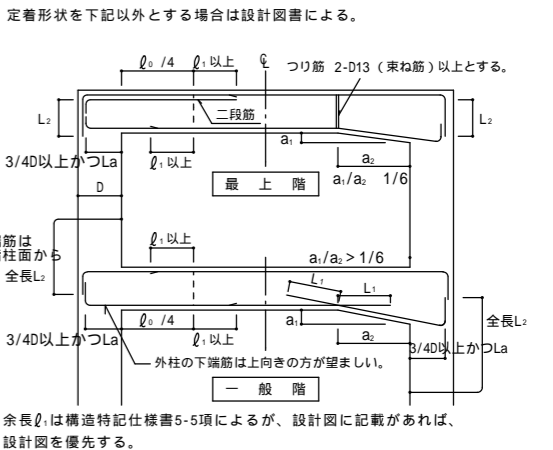 定着形状を下記以外とする場合は設計図書による。
ℓ₀ /4
ℓ₁以上
℄
つり筋 2-D13（束ね筋）以上とする。
L₂
二段筋
L₂
a₁
3/4D以上かつLa
ℓ₁以上
a₂
D
最上階
a₁/a₂ 1/6
筋は
柱面から
全長L₂
ℓ₁以上
a₁/a₂ > 1/6
L₁
L₁
3/4D以上かつLa
ℓ₀ /4
ℓ₁以上
a₁
a₂
全長L₂
3/4D以上かつLa
外柱の下端筋は上向きの方が望ましい。
一般階
余長ℓ₁は構造特記仕様書5-5項によるが、設計図に記載があれば、
設計図を優先する。